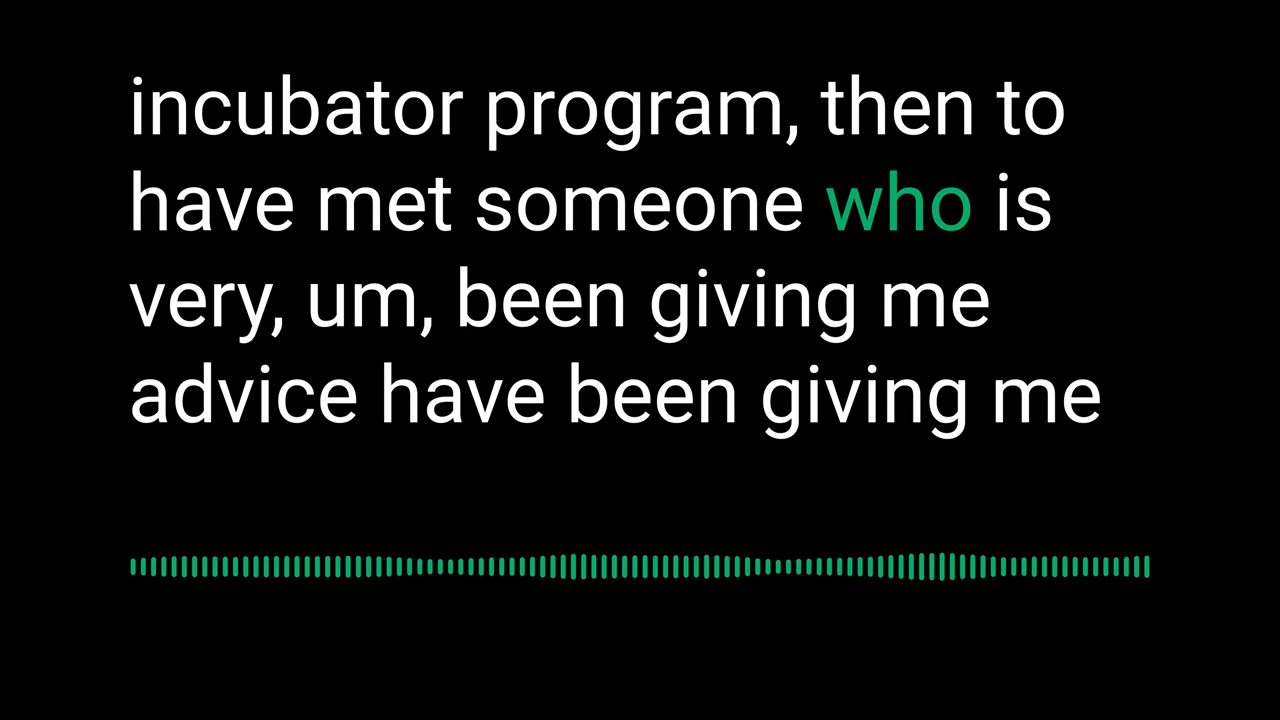 incubator program, then to
have met someone who is
very, um, been giving me
advice have been giving me